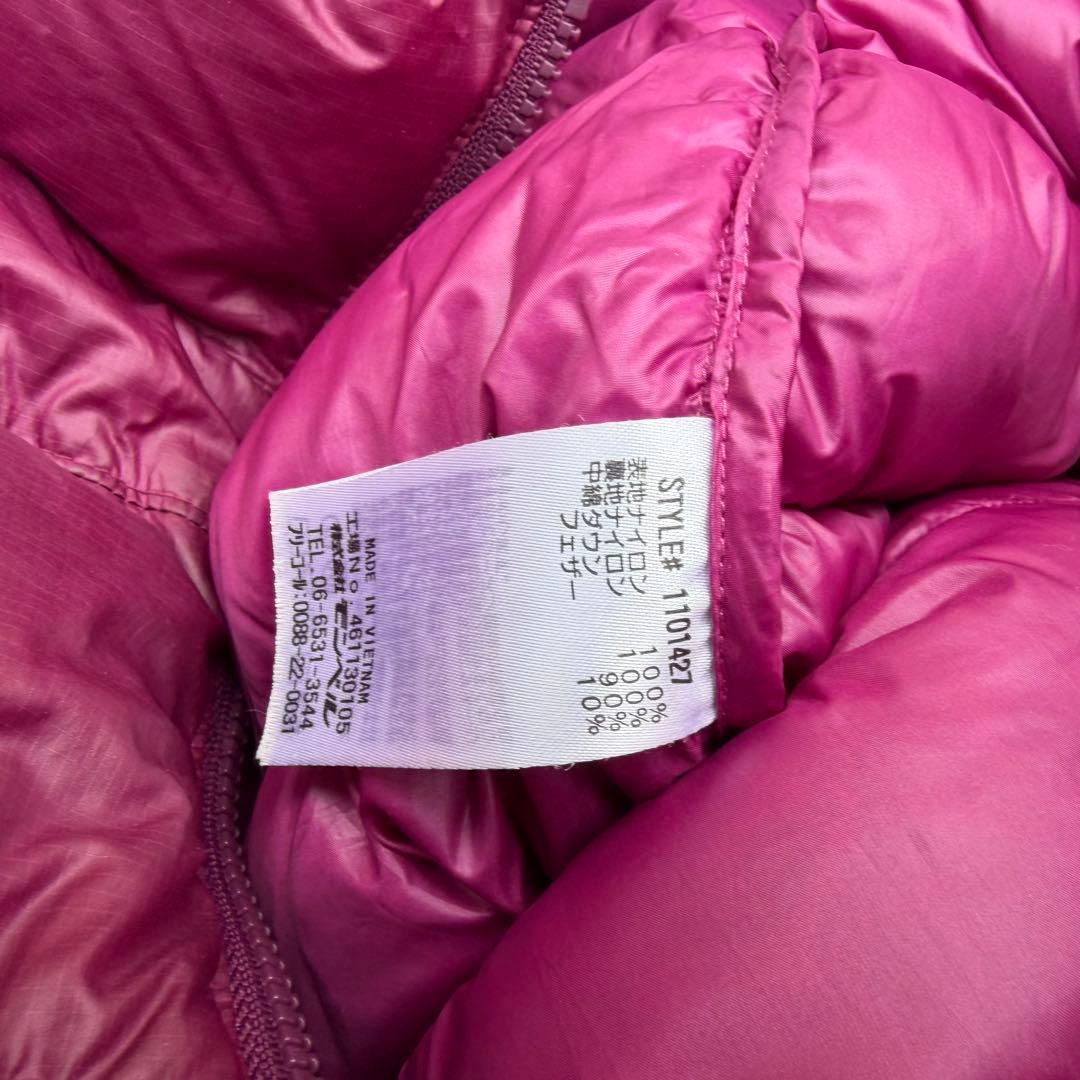 STYLE# 1101427
表地ナイロン 100%
裏地ナイロン 100%
中綿ダウン 90%
フェザー 10%
MADE IN VIETNAM
工場No. 461130105
株式会社 モンベル
TEL. 06-6531-3544
フリーコール:0088-22-0031